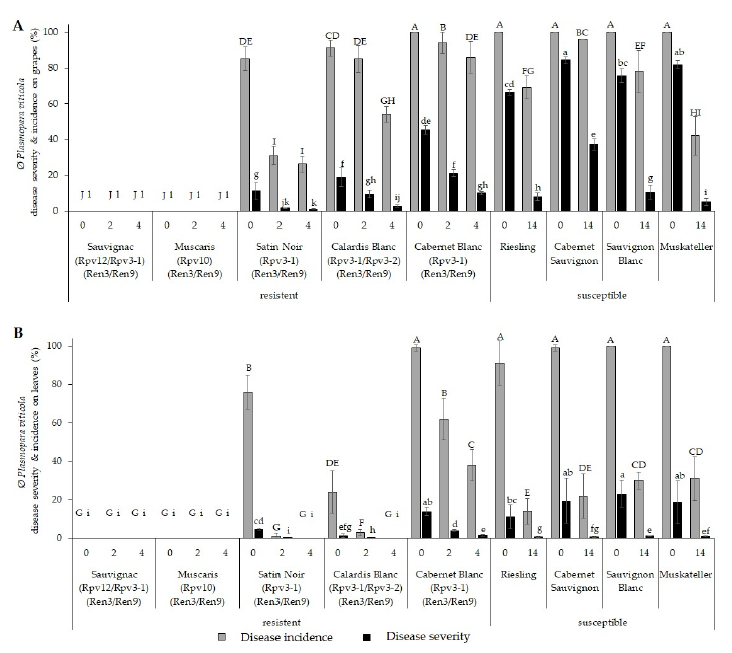 A
Ø Plasmopara viticola
disease severity & incidence on grapes (%)
100
80
60
40
20
0
J I J I J I J i J i J i DE g I jk I k CD f DE gh GH ij A de B f DE gh A cd FG h A a BC e A bc EF g A ab HI i
0 2 4 0 2 4 0 2 4 0 2 4 0 2 4 0 14 0 14 0 14 0 14
Sauvignac Muscaris Satin Noir Calardis Blanc Cabernet Blanc Riesling Cabernet Sauvignon Muskateller
(Rpv12/Rpv3-1) (Rpv10) (Rpv3-1) (Rpv3-1/Rpv3-2) (Rpv3-1) Sauvignon Blanc
(Ren3/Ren9) (Ren3/Ren9) (Ren3/Ren9) (Ren3/Ren9) (Ren3/Ren9)
resistent susceptible
B
Ø Plasmopara viticola
disease severity & incidence on leaves (%)
100
80
60
40
20
0
G i G i G i G i G i G i B cd G i G i DE efg F h G i A ab B d C e A bc E g A ab DE fg A a CD e A ab CD ef
0 2 4 0 2 4 0 2 4 0 2 4 0 2 4 0 14 0 14 0 14 0 14
Sauvignac Muscaris Satin Noir Calardis Blanc Cabernet Blanc Riesling Cabernet Sauvignon Muskateller
(Rpv12/Rpv3-1) (Rpv10) (Rpv3-1) (Rpv3-1/Rpv3-2) (Rpv3-1) Sauvignon Blanc
(Ren3/Ren9) (Ren3/Ren9) (Ren3/Ren9) (Ren3/Ren9) (Ren3/Ren9)
resistent susceptible
Disease incidence Disease severity